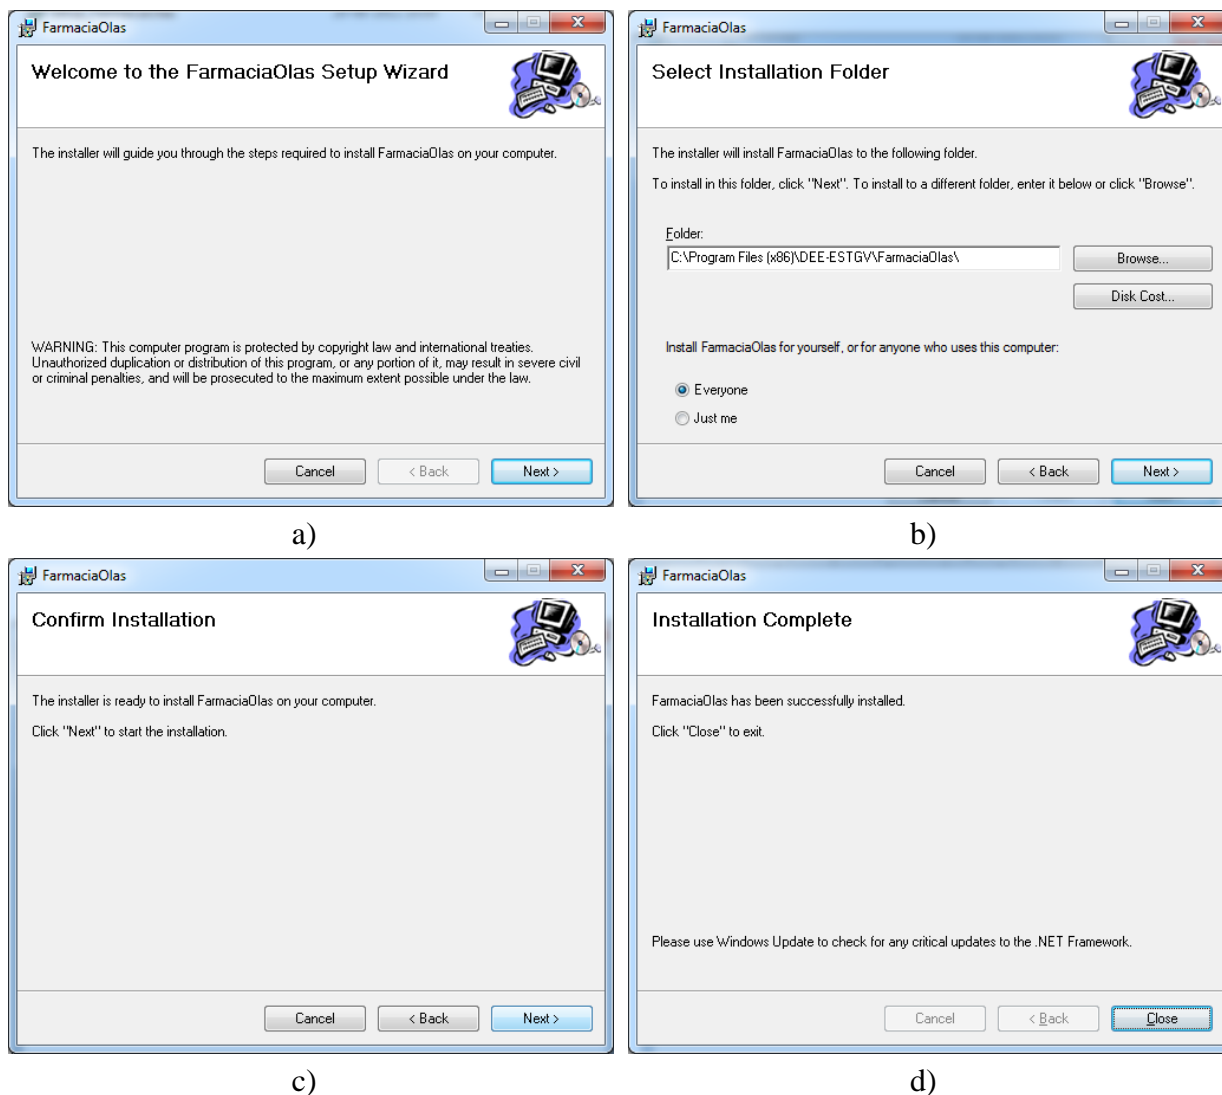 FarmaciaOlas
Welcome to the FarmaciaOlas Setup Wizard
The installer will guide you through the steps required to install FarmaciaOlas on your computer.
WARNING: This computer program is protected by copyright law and international treaties.
Unauthorized duplication or distribution of this program, or any portion of it, may result in severe civil
or criminal penalties, and will be prosecuted to the maximum extent possible under the law.
Cancel
< Back
Next >
a)
FarmaciaOlas
Select Installation Folder
The installer will install FarmaciaOlas to the following folder.
To install in this folder, click "Next". To install to a different folder, enter it below or click "Browse".
Folder:
C:\Program Files (x86)\DEE-ESTGV\FarmaciaOlas\
Browse...
Disk Cost...
Install FarmaciaOlas for yourself, or for anyone who uses this computer:
Everyone
Just me
Cancel
< Back
Next >
b)
FarmaciaOlas
Confirm Installation
The installer is ready to install FarmaciaOlas on your computer.
Click "Next" to start the installation.
Cancel
< Back
Next >
c)
FarmaciaOlas
Installation Complete
FarmaciaOlas has been successfully installed.
Click "Close" to exit.
Please use Windows Update to check for any critical updates to the .NET Framework.
Cancel
< Back
Close
d)